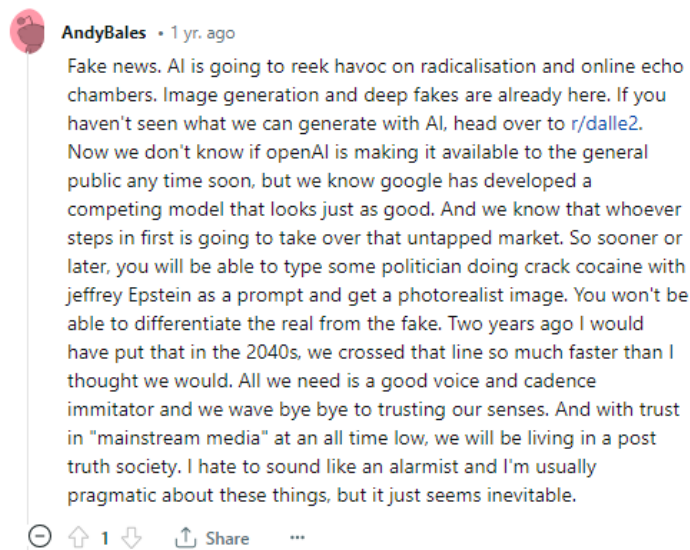 AndyBales • 1 yr. ago
Fake news. AI is going to reek havoc on radicalisation and online echo
chambers. Image generation and deep fakes are already here. If you
haven't seen what we can generate with AI, head over to r/dalle2.
Now we don't know if openAI is making it available to the general
public any time soon, but we know google has developed a
competing model that looks just as good. And we know that whoever
steps in first is going to take over that untapped market. So sooner or
later, you will be able to type some politician doing crack cocaine with
jeffrey Epstein as a prompt and get a photorealist image. You won't be
able to differentiate the real from the fake. Two years ago I would
have put that in the 2040s, we crossed that line so much faster than I
thought we would. All we need is a good voice and cadence
immitator and we wave bye bye to trusting our senses. And with trust
in "mainstream media" at an all time low, we will be living in a post
truth society. I hate to sound like an alarmist and I'm usually
pragmatic about these things, but it just seems inevitable.
1 Share ...